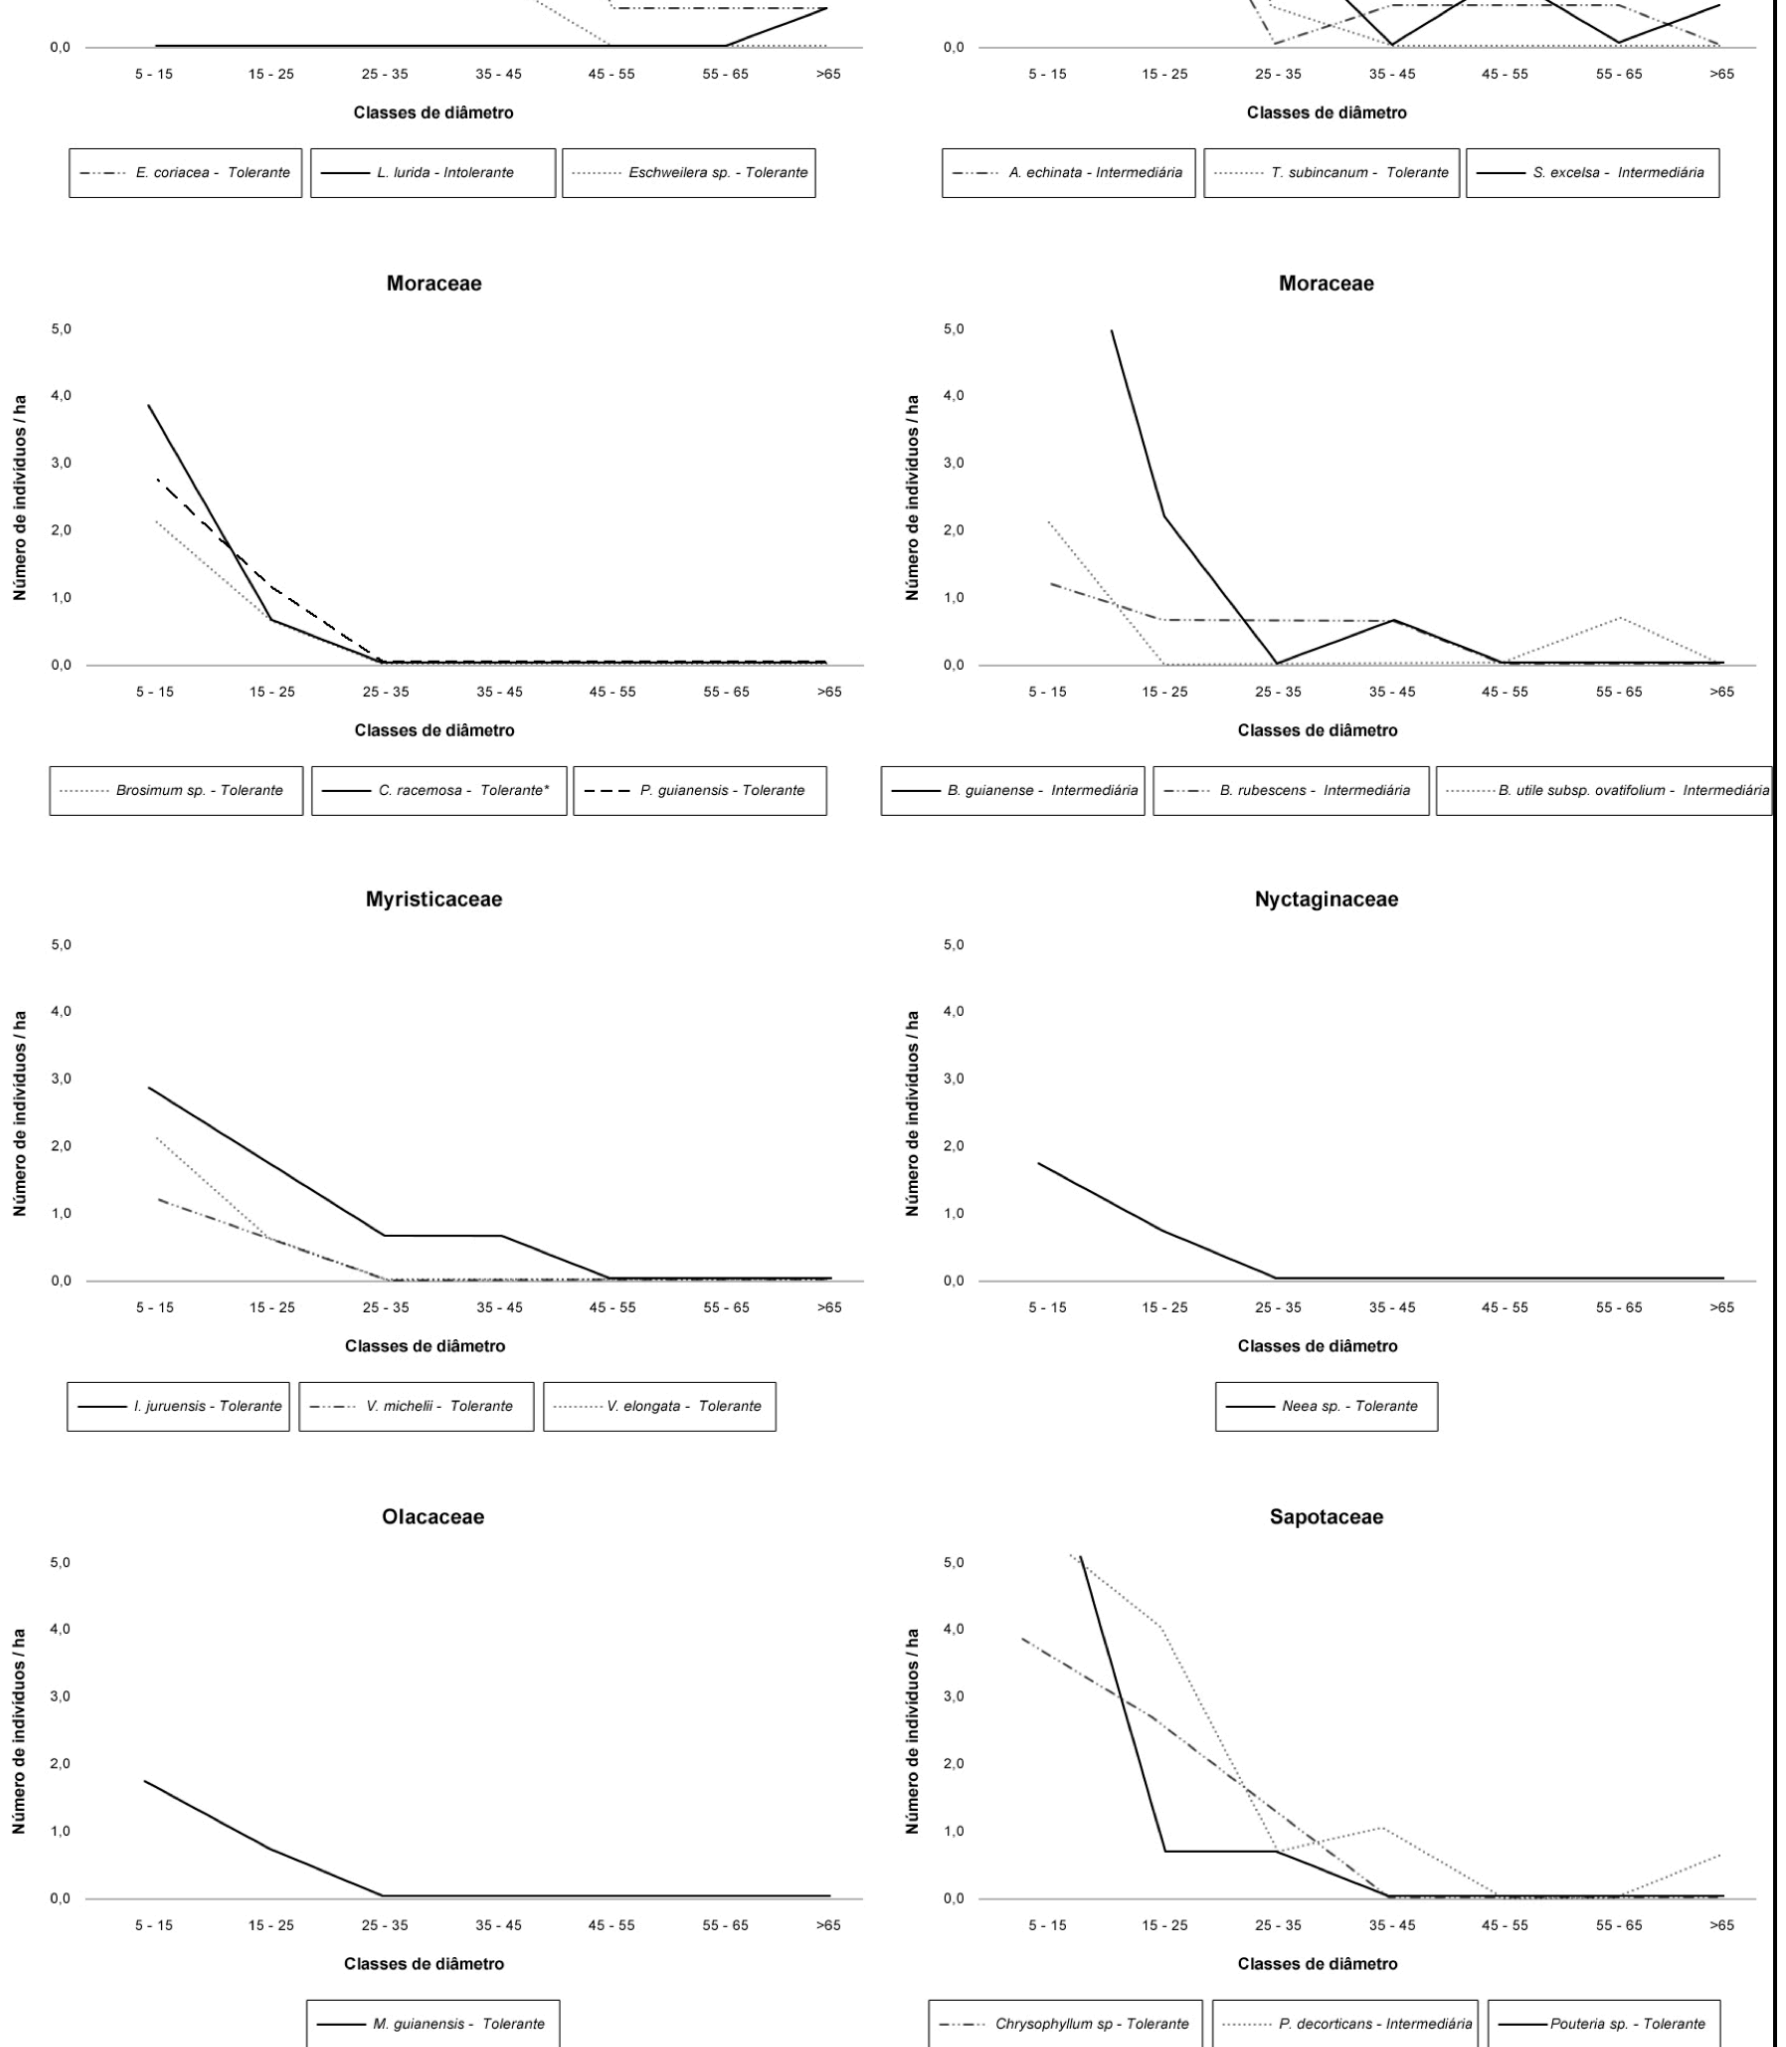 0,0
5 - 15 15 - 25 25 - 35 35 - 45 45 - 55 55 - 65 >65
Classes de diâmetro
E. coriacea - Tolerante L. lurida - Intolerante Eschweilera sp. - Tolerante
0,0
5 - 15 15 - 25 25 - 35 35 - 45 45 - 55 55 - 65 >65
Classes de diâmetro
A. echinata - Intermediária T. subincanum - Tolerante S. excelsa - Intermediária
Moraceae
Número de indivíduos / ha
5,0
4,0
3,0
2,0
1,0
0,0
5 - 15 15 - 25 25 - 35 35 - 45 45 - 55 55 - 65 >65
Classes de diâmetro
Brosimum sp. - Tolerante C. racemosa - Tolerante* P. guianensis - Tolerante
Moraceae
Número de indivíduos / ha
5,0
4,0
3,0
2,0
1,0
0,0
5 - 15 15 - 25 25 - 35 35 - 45 45 - 55 55 - 65 >65
Classes de diâmetro
B. guianense - Intermediária B. rubescens - Intermediária B. utile subsp. ovatifolium - Intermediária
Myristicaceae
Número de indivíduos / ha
5,0
4,0
3,0
2,0
1,0
0,0
5 - 15 15 - 25 25 - 35 35 - 45 45 - 55 55 - 65 >65
Classes de diâmetro
I. juruensis - Tolerante V. michelii - Tolerante V. elongata - Tolerante
Nyctaginaceae
Número de indivíduos / ha
5,0
4,0
3,0
2,0
1,0
0,0
5 - 15 15 - 25 25 - 35 35 - 45 45 - 55 55 - 65 >65
Classes de diâmetro
Neea sp. - Tolerante
Olacaceae
Número de indivíduos / ha
5,0
4,0
3,0
2,0
1,0
0,0
5 - 15 15 - 25 25 - 35 35 - 45 45 - 55 55 - 65 >65
Classes de diâmetro
M. guianensis - Tolerante
Sapotaceae
Número de indivíduos / ha
5,0
4,0
3,0
2,0
1,0
0,0
5 - 15 15 - 25 25 - 35 35 - 45 45 - 55 55 - 65 >65
Classes de diâmetro
Chrysophyllum sp - Tolerante P. decorticans - Intermediária Pouteria sp. - Tolerante